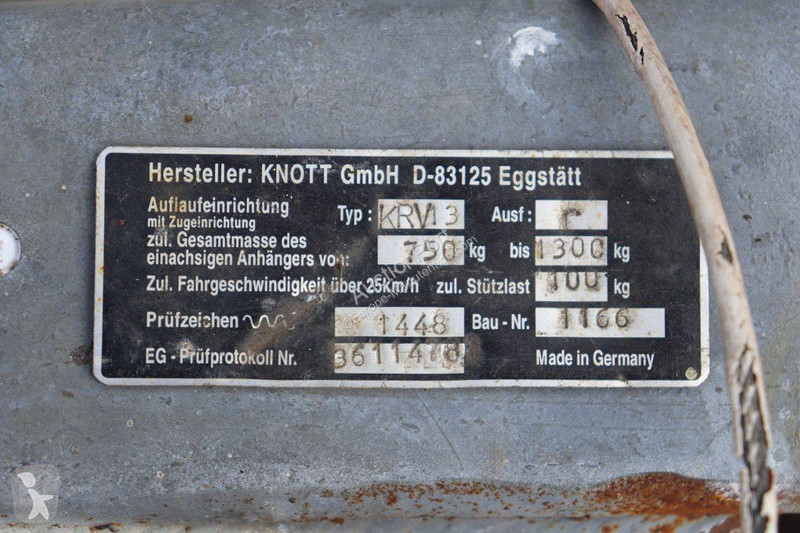 Hersteller: KNOTT GmbH D-83125 Eggstätt
Auflaufeinrichtung
mit Zugeinrichtung
Typ: KRV13 Ausf:
zul. Gesamtmasse des
einachsigen Anhängers von: 750 kg bis 1300 kg
Zul. Fahrgeschwindigkeit über 25km/h zul. Stützlast 100 kg
Prüfzeichen 1448 Bau-Nr. 1166
EG-Prüfprotokoll Nr. Made in Germany